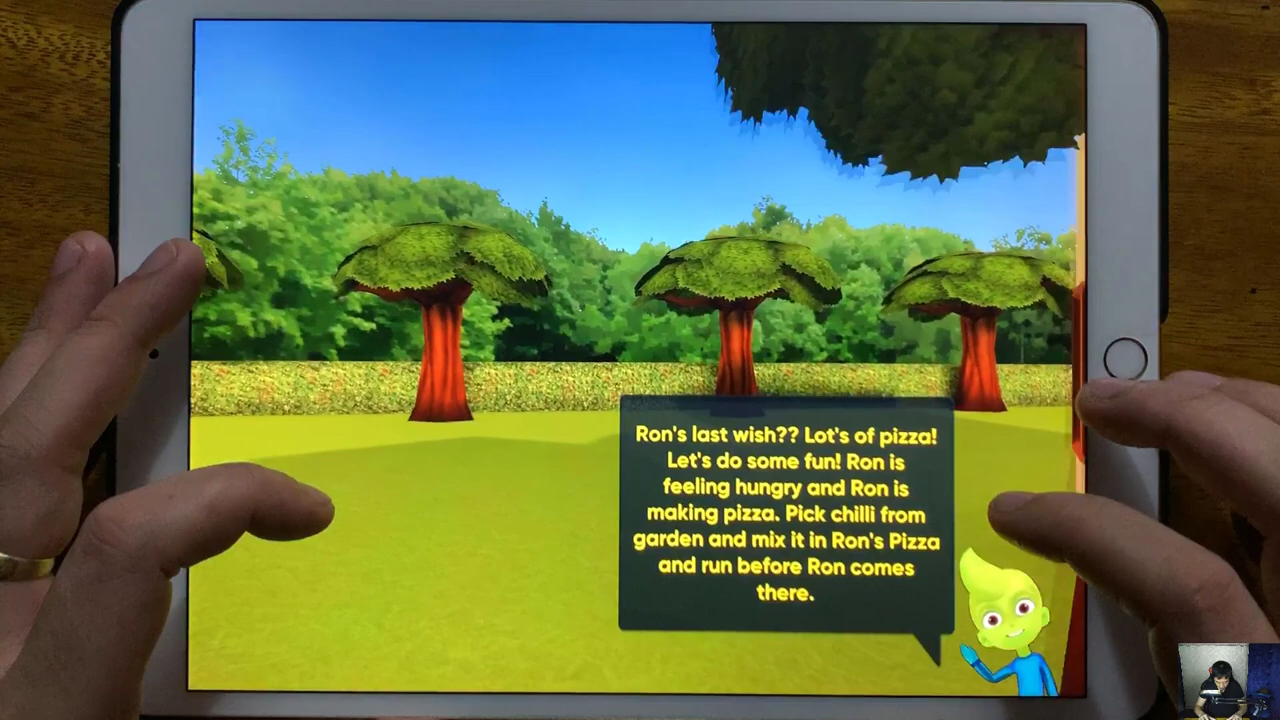 Ron's last wish?? Lot's of pizza!
Let's do some fun! Ron is
feeling hungry and Ron is
making pizza. Pick chilli from
garden and mix it in Ron's Pizza
and run before Ron comes
there.